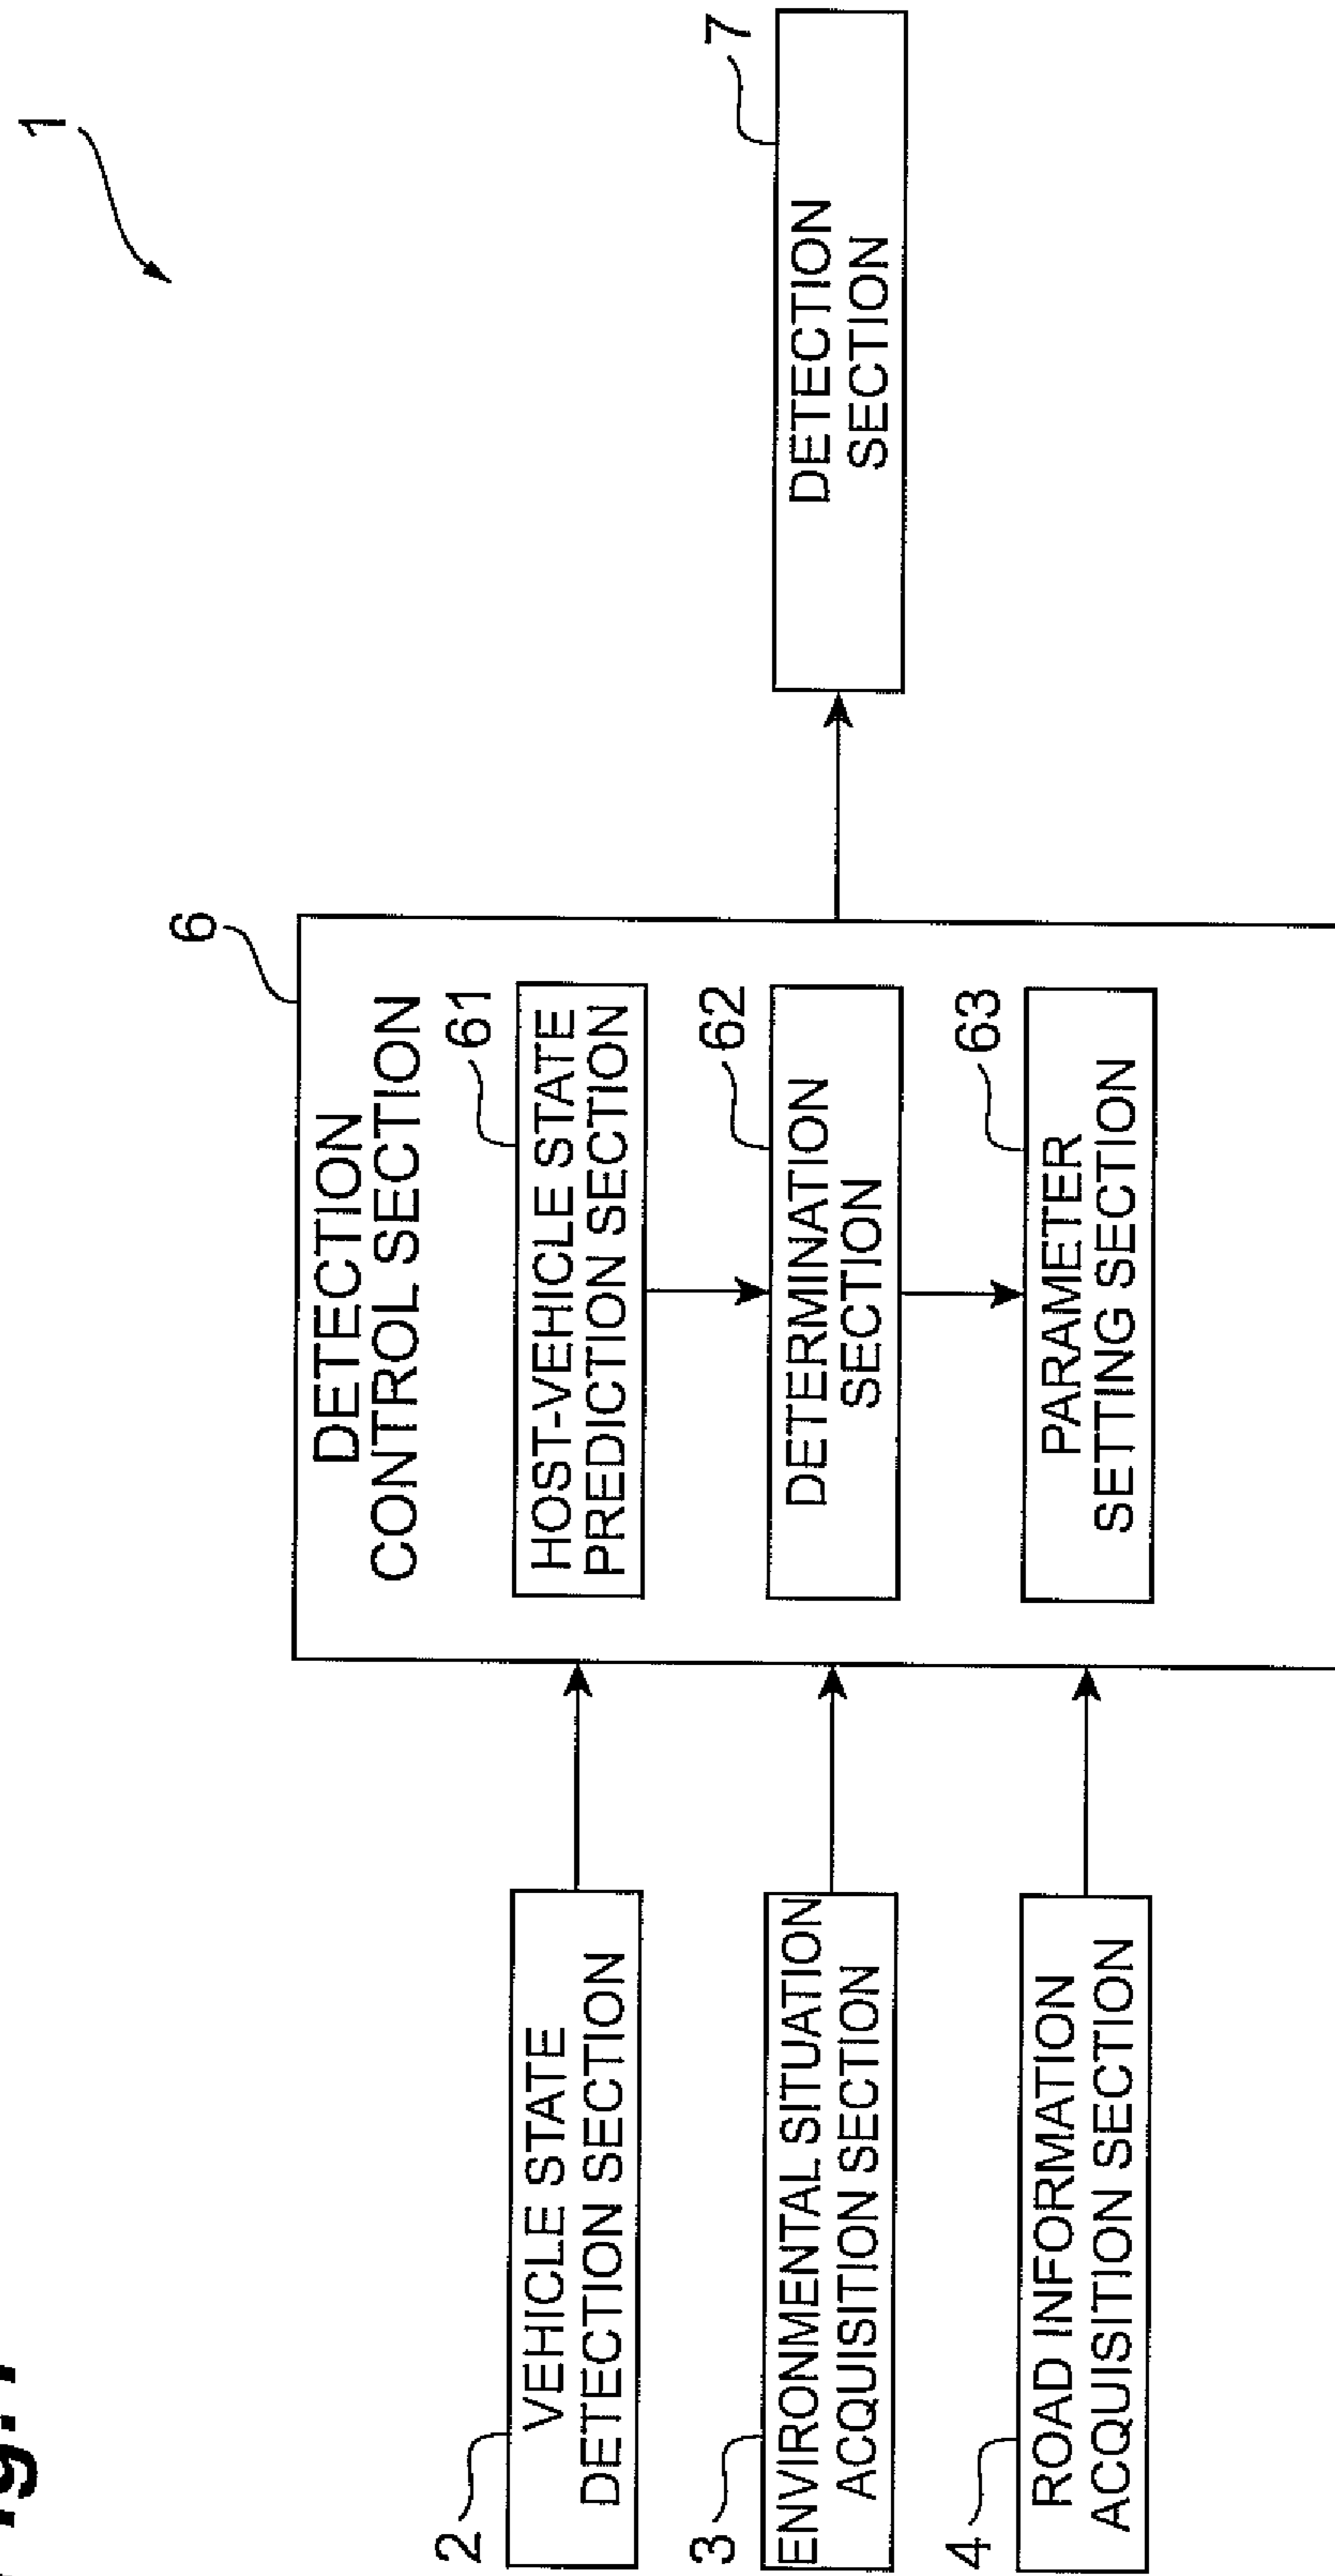 1
2
VEHICLE STATE
DETECTION SECTION
3
ENVIRONMENTAL SITUATION
ACQUISITION SECTION
4
ROAD INFORMATION
ACQUISITION SECTION
6
DETECTION
CONTROL SECTION
61
HOST-VEHICLE STATE
PREDICTION SECTION
62
DETERMINATION
SECTION
63
PARAMETER
SETTING SECTION
7
DETECTION
SECTION